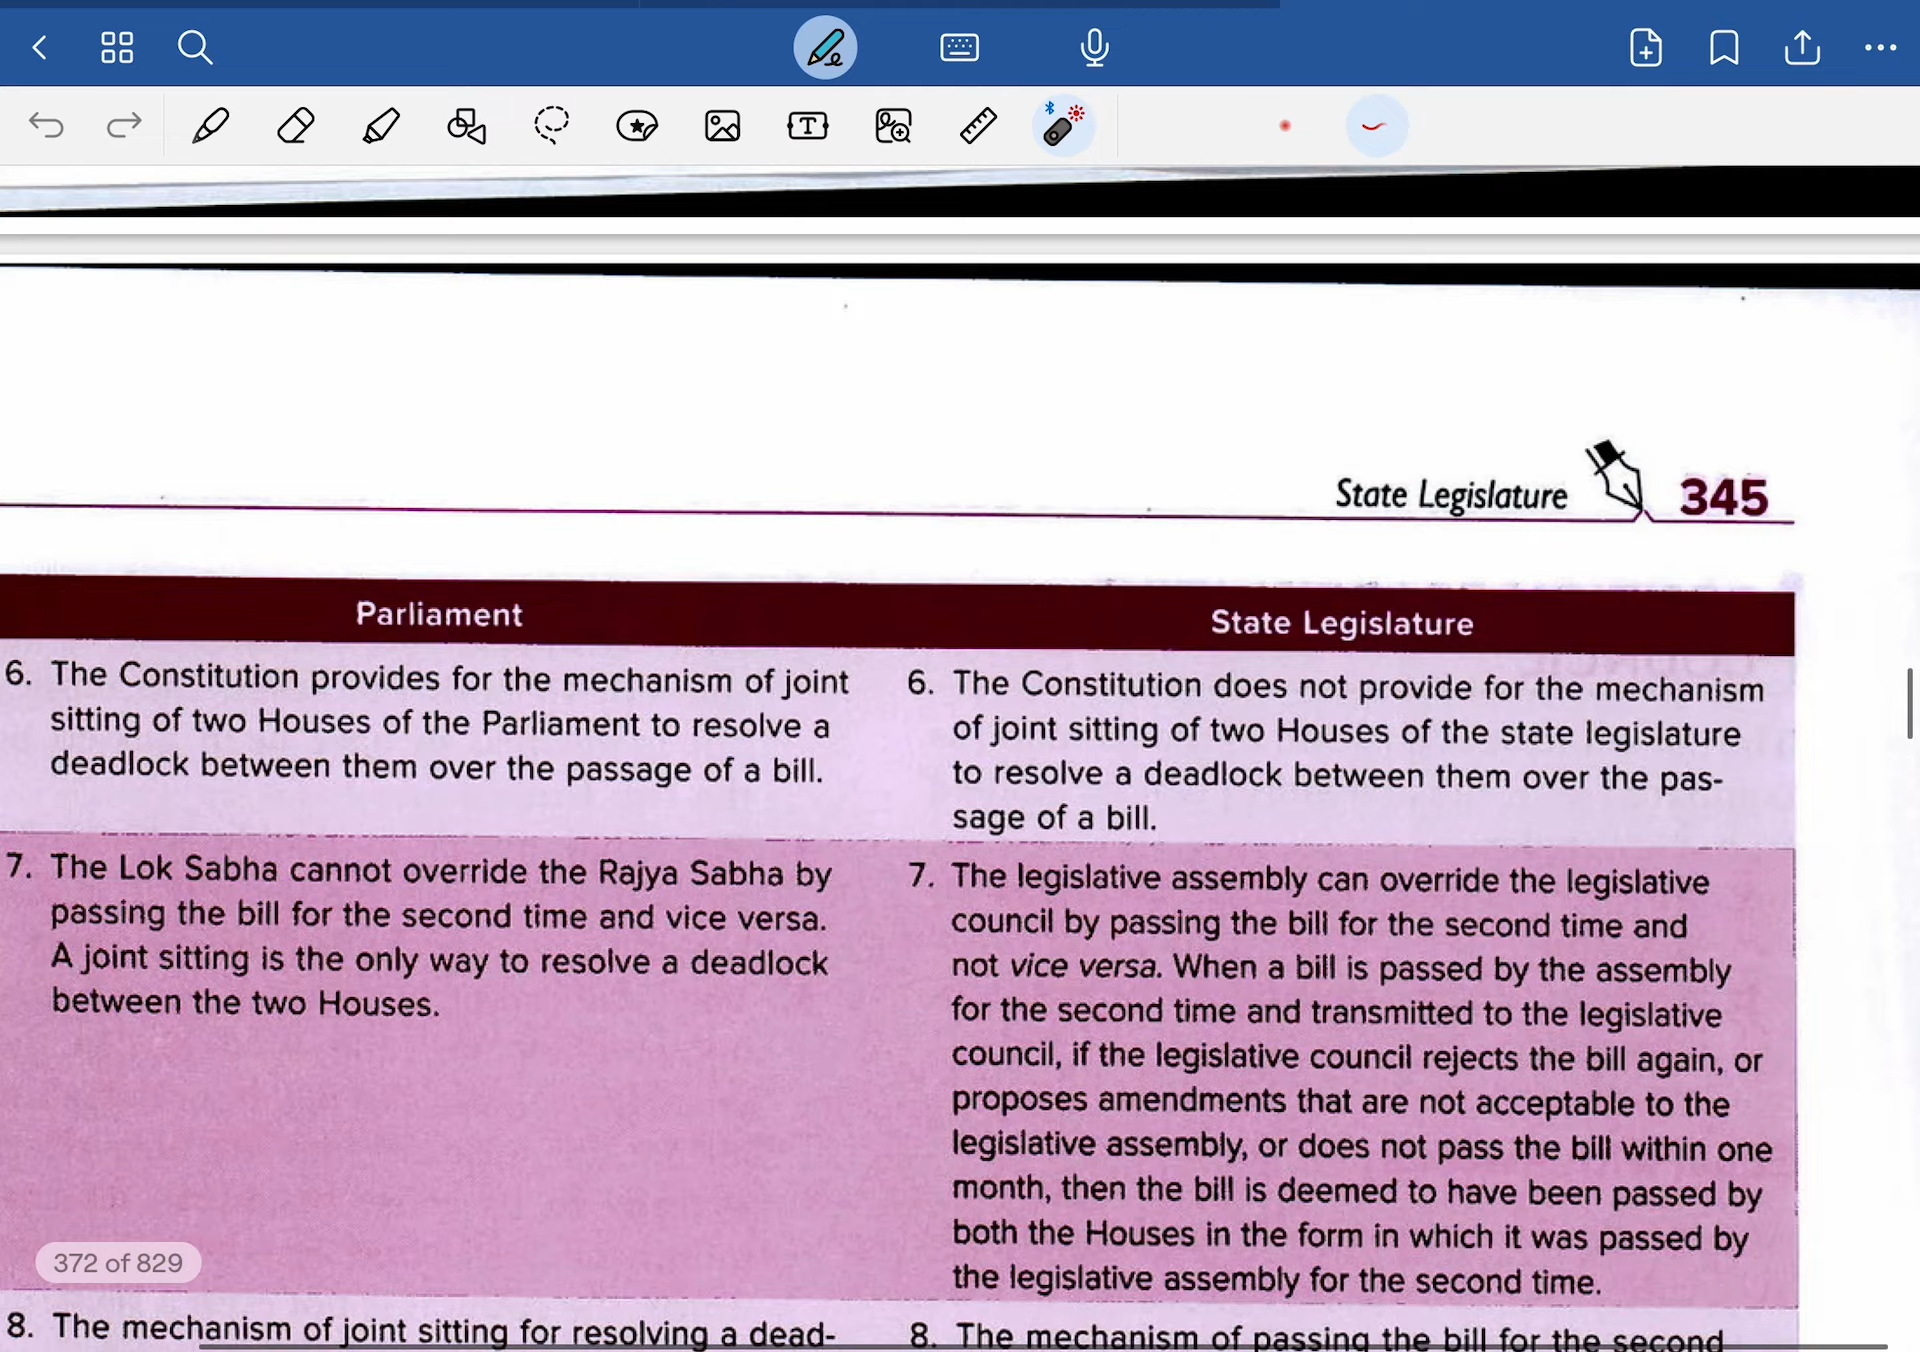 State Legislature 345
Parliament
State Legislature
6. The Constitution provides for the mechanism of joint
sitting of two Houses of the Parliament to resolve a
deadlock between them over the passage of a bill.
6. The Constitution does not provide for the mechanism
of joint sitting of two Houses of the state legislature
to resolve a deadlock between them over the pas-
sage of a bill.
7. The Lok Sabha cannot override the Rajya Sabha by
passing the bill for the second time and vice versa.
A joint sitting is the only way to resolve a deadlock
between the two Houses.
7. The legislative assembly can override the legislative
council by passing the bill for the second time and
not vice versa. When a bill is passed by the assembly
for the second time and transmitted to the legislative
council, if the legislative council rejects the bill again, or
proposes amendments that are not acceptable to the
legislative assembly, or does not pass the bill within one
month, then the bill is deemed to have been passed by
both the Houses in the form in which it was passed by
the legislative assembly for the second time.
372 of 829
8. The mechanism of joint sitting for resolving a dead-
8. The mechanism of passing the bill for the second